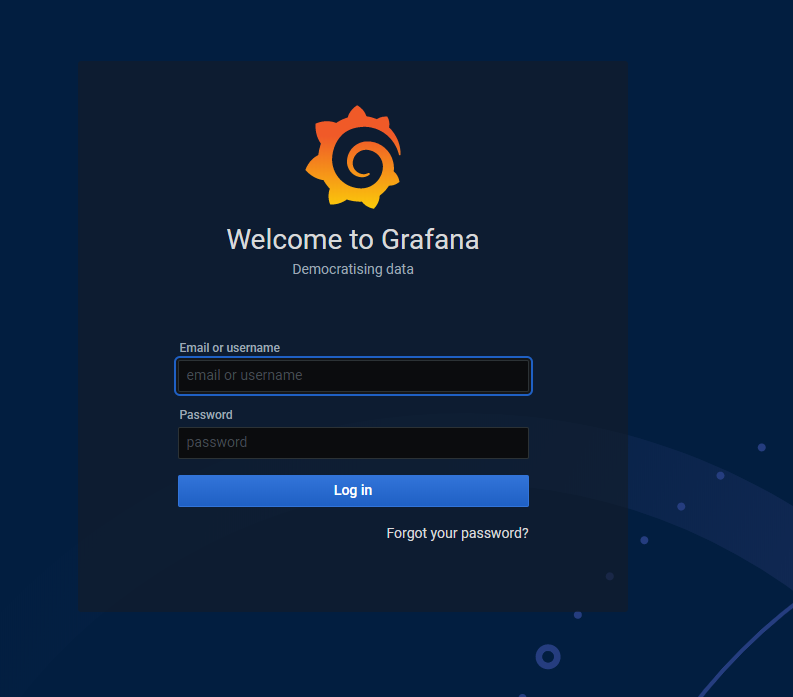 Welcome to Grafana
Democratising data
Email or username
email or username
Password
password
Log in
Forgot your password?